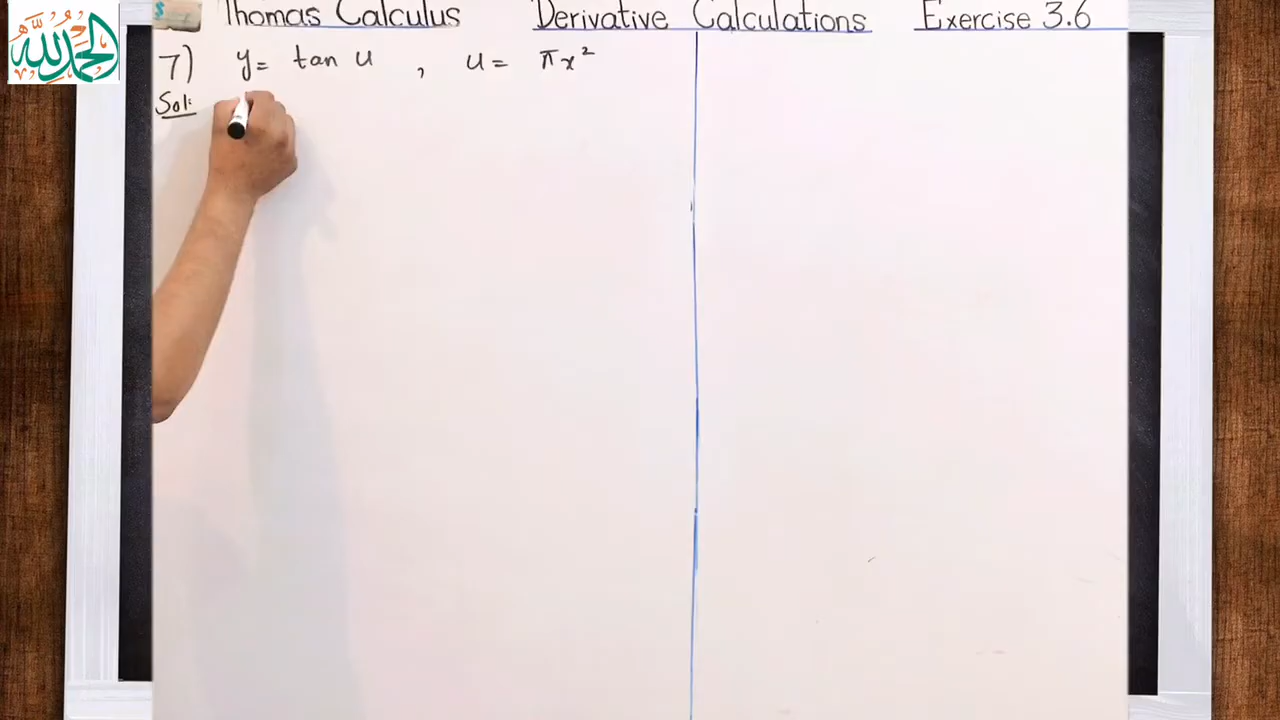 الحمد لله
Thomas Calculus Derivative Calculations Exercise 3.6
7) y= tan u , u= πx²
Sol: